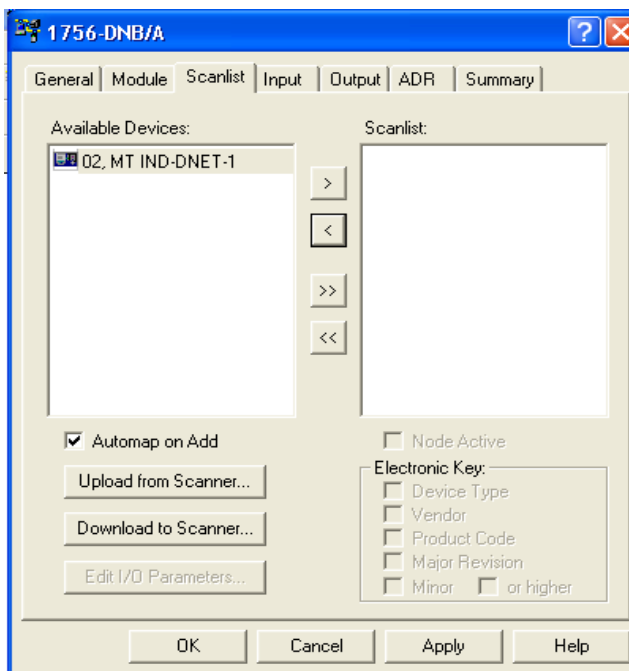 1756-DNB/A
General Module Scanlist Input Output ADR Summary
Available Devices:
02, MT IND-DNET-1
Scanlist:
>
<
>>
<<
Automap on Add
Upload from Scanner...
Download to Scanner...
Edit I/O Parameters...
Node Active
Electronic Key:
Device Type
Vendor
Product Code
Major Revision
Minor or higher
OK Cancel Apply Help